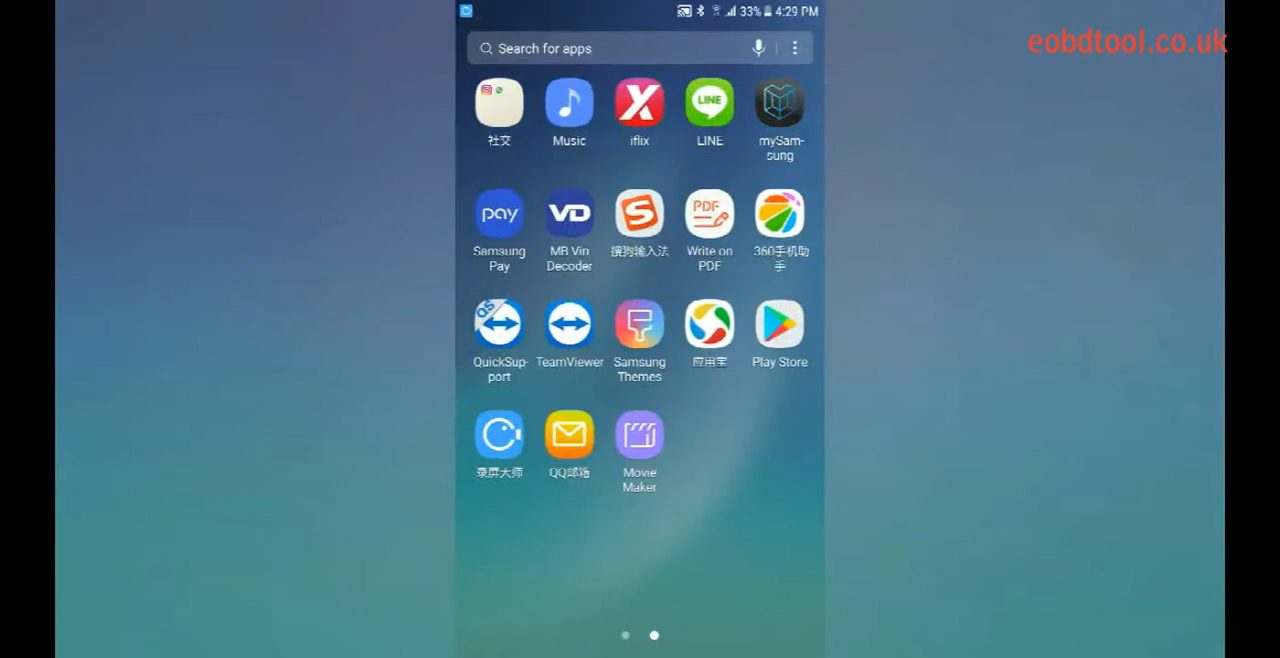 33% 4:29 PM
eobdtool.co.uk
Search for apps
社交
Music
iflix
LINE
LINE
mySam-
sung
pay
VD
S
PDF
Samsung
Pay
MB Vin
Decoder
搜狗输入法
Write on
PDF
360手机助
手
QS
QuickSup-
port
TeamViewer
Samsung
Themes
应用宝
Play Store
录屏大师
QQ邮箱
Movie
Maker